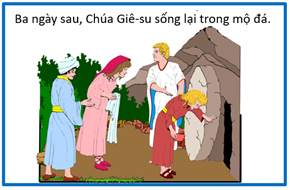 Ba ngày sau, Chúa Giê-su sống lại trong mộ đá.